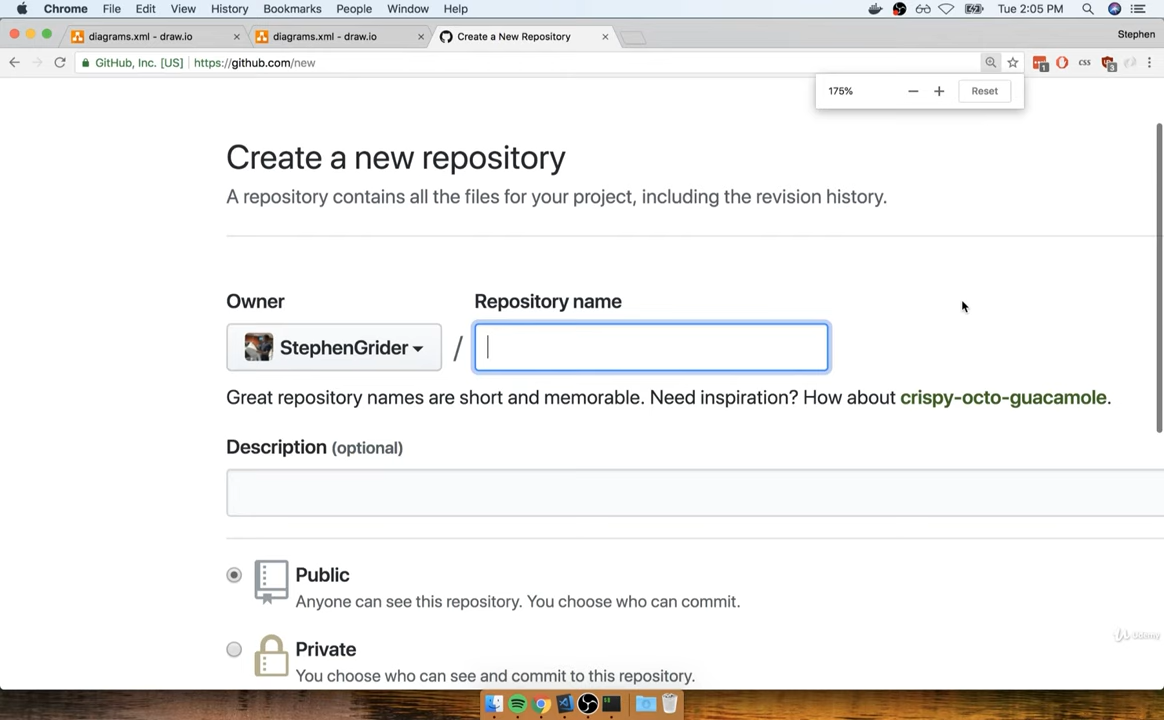 Chrome File Edit View History Bookmarks People Window Help Tue 2:05 PM
diagrams.xml - draw.io diagrams.xml - draw.io Create a New Repository Stephen
GitHub, Inc. [US] https://github.com/new 1 CSS 3
175% Reset
Create a new repository
A repository contains all the files for your project, including the revision history.
Owner Repository name
StephenGrider /
Great repository names are short and memorable. Need inspiration? How about crispy-octo-guacamole.
Description (optional)
Public
Anyone can see this repository. You choose who can commit.
Private
You choose who can see and commit to this repository.
Udemy